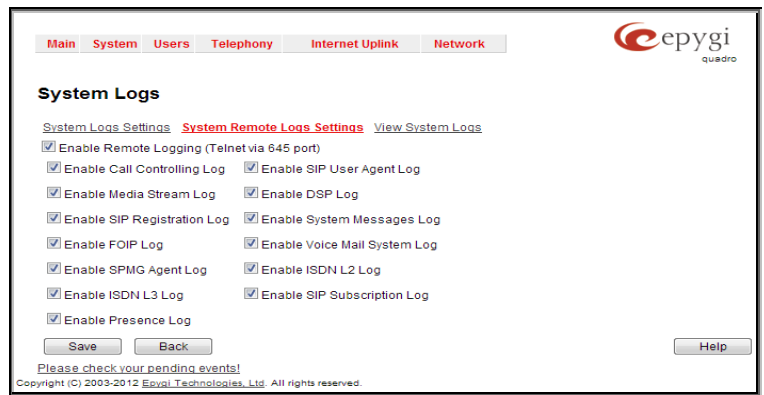 Main System Users Telephony Internet Uplink Network
epygi
quadro
System Logs
System Logs Settings System Remote Logs Settings View System Logs
Enable Remote Logging (Telnet via 645 port)
Enable Call Controlling Log Enable SIP User Agent Log
Enable Media Stream Log Enable DSP Log
Enable SIP Registration Log Enable System Messages Log
Enable FOIP Log Enable Voice Mail System Log
Enable SPMG Agent Log Enable ISDN L2 Log
Enable ISDN L3 Log Enable SIP Subscription Log
Enable Presence Log
Save Back Help
Please check your pending events!
Copyright (C) 2003-2012 Epygi Technologies, Ltd. All rights reserved.